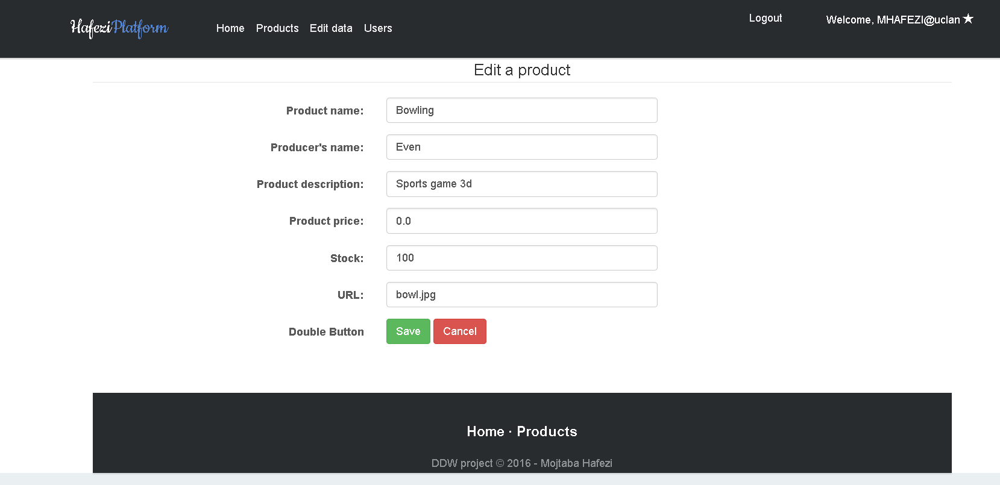 HafeziPlatform Home Products Edit data Users Logout Welcome, MHAFEZI@uclan ★
Edit a product
Product name: Bowling
Producer's name: Even
Product description: Sports game 3d
Product price: 0.0
Stock: 100
URL: bowl.jpg
Double Button Save Cancel
Home · Products
DDW project © 2016 - Mojtaba Hafezi